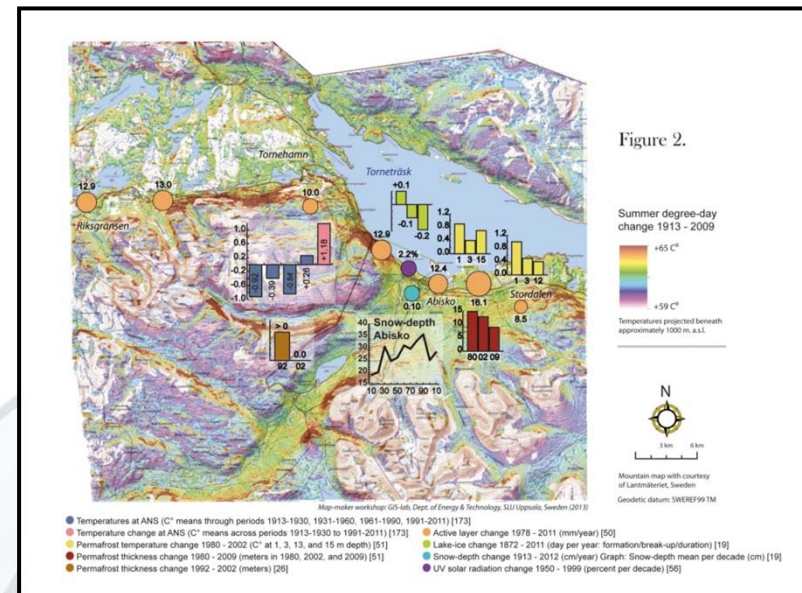 Figure 2.
Summer degree-day
change 1913 - 2009
+65 C°
+59 C°
Temperatures projected beneath
approximately 1000 m. a.s.l.
N
3 km 6 km
Mountain map with courtesy
of Lantmäteriet, Sweden
Geodetic datum: SWEREF99 TM
Tornehamn
Torneträsk
12.9
13.0
10.0
Riksgränsen
+0.1
-0.1
-0.2
1.2
0.8
0.4
0.0
1 3 15
1.2
0.8
0.4
0.0
1 3 12
1.0
0.6
0.2
-0.2
-0.6
-1.0
-0.92
-0.39
-0.84
+0.26
+1.18
12.9
2.2%
0.10
12.4
Abisko
16.1
Stordalen
8.5
> 0
0.0
92
02
Snow-depth
Abisko
40
35
30
25
20
15
10 30 50 70 90 10
15
10
5
0
80 02 09
Map-maker workshop: GIS-lab, Dept. of Energy & Technology, SLU Uppsala, Sweden (2013)
Temperatures at ANS (C° means through periods 1913-1930, 1931-1960, 1961-1990, 1991-2011) [173]
Temperature change at ANS (C° means across periods 1913-1930 to 1991-2011) [173]
Permafrost temperature change 1980 - 2002 (C° at 1, 3, 13, and 15 m depth) [51]
Permafrost thickness change 1980 - 2009 (meters in 1980, 2002, and 2009) [51]
Permafrost thickness change 1992 - 2002 (meters) [26]
Active layer change 1978 - 2011 (mm/year) [50]
Lake-ice change 1872 - 2011 (day per year: formation/break-up/duration) [19]
Snow-depth change 1913 - 2012 (cm/year) Graph: Snow-depth mean per decade (cm) [19]
UV solar radiation change 1950 - 1999 (percent per decade) [56]